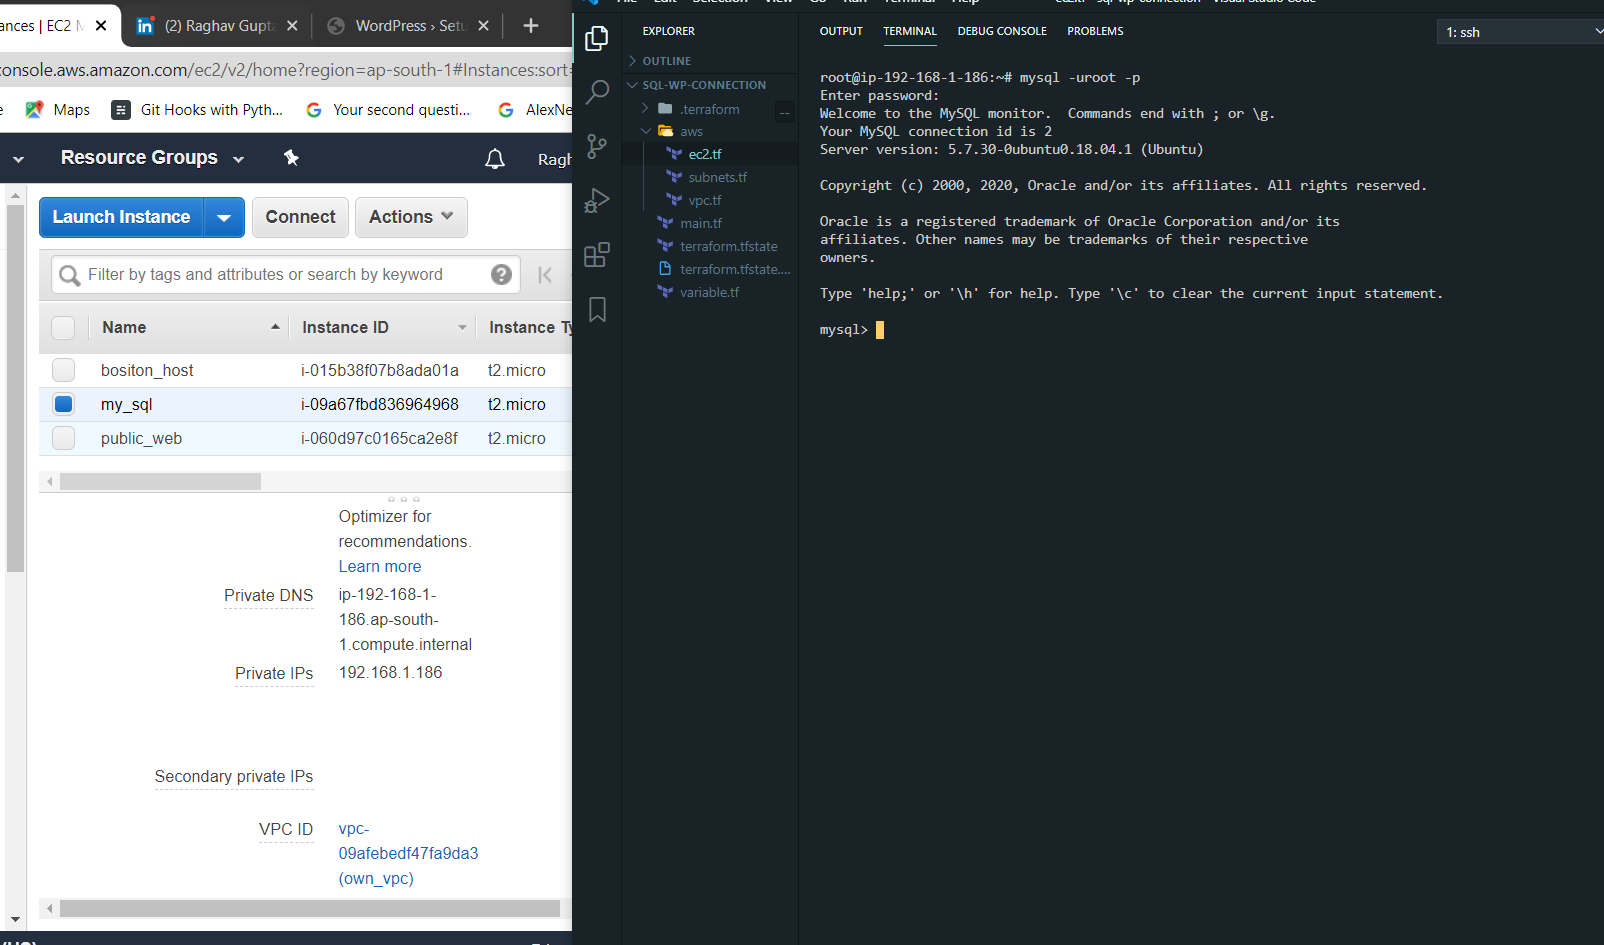 ances | EC2 M
(2) Raghav Gupta
WordPress › Setu
console.aws.amazon.com/ec2/v2/home?region=ap-south-1#Instances:sort=
Maps
Git Hooks with Pyth...
Your second questi...
AlexNe
Resource Groups
Ragh
Launch Instance
Connect
Actions
Filter by tags and attributes or search by keyword
Name
Instance ID
Instance Ty
bositon_host
i-015b38f07b8ada01a
t2.micro
my_sql
i-09a67fbd836964968
t2.micro
public_web
i-060d97c0165ca2e8f
t2.micro
Optimizer for
recommendations.
Learn more
Private DNS
ip-192-168-1-
186.ap-south-
1.compute.internal
Private IPs
192.168.1.186
Secondary private IPs
VPC ID
vpc-
09afebedf47fa9da3
(own_vpc)
EXPLORER
OUTLINE
SQL-WP-CONNECTION
.terraform
aws
ec2.tf
subnets.tf
vpc.tf
main.tf
terraform.tfstate
terraform.tfstate....
variable.tf
OUTPUT
TERMINAL
DEBUG CONSOLE
PROBLEMS
1: ssh
root@ip-192-168-1-186:~# mysql -uroot -p
Enter password:
Welcome to the MySQL monitor.  Commands end with ; or \g.
Your MySQL connection id is 2
Server version: 5.7.30-0ubuntu0.18.04.1 (Ubuntu)
Copyright (c) 2000, 2020, Oracle and/or its affiliates. All rights reserved.
Oracle is a registered trademark of Oracle Corporation and/or its
affiliates. Other names may be trademarks of their respective
owners.
Type 'help;' or '\h' for help. Type '\c' to clear the current input statement.
mysql>